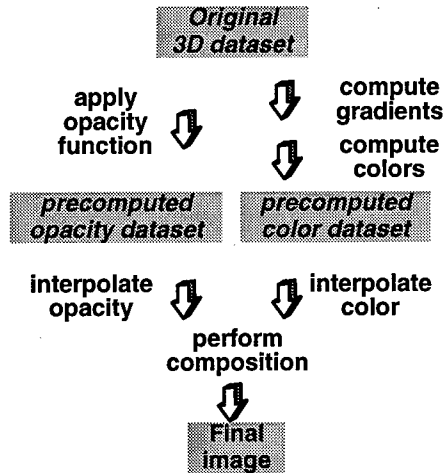 Original
3D dataset
apply
opacity
function
compute
gradients
compute
colors
precomputed
opacity dataset
precomputed
color dataset
interpolate
opacity
interpolate
color
perform
composition
Final
image